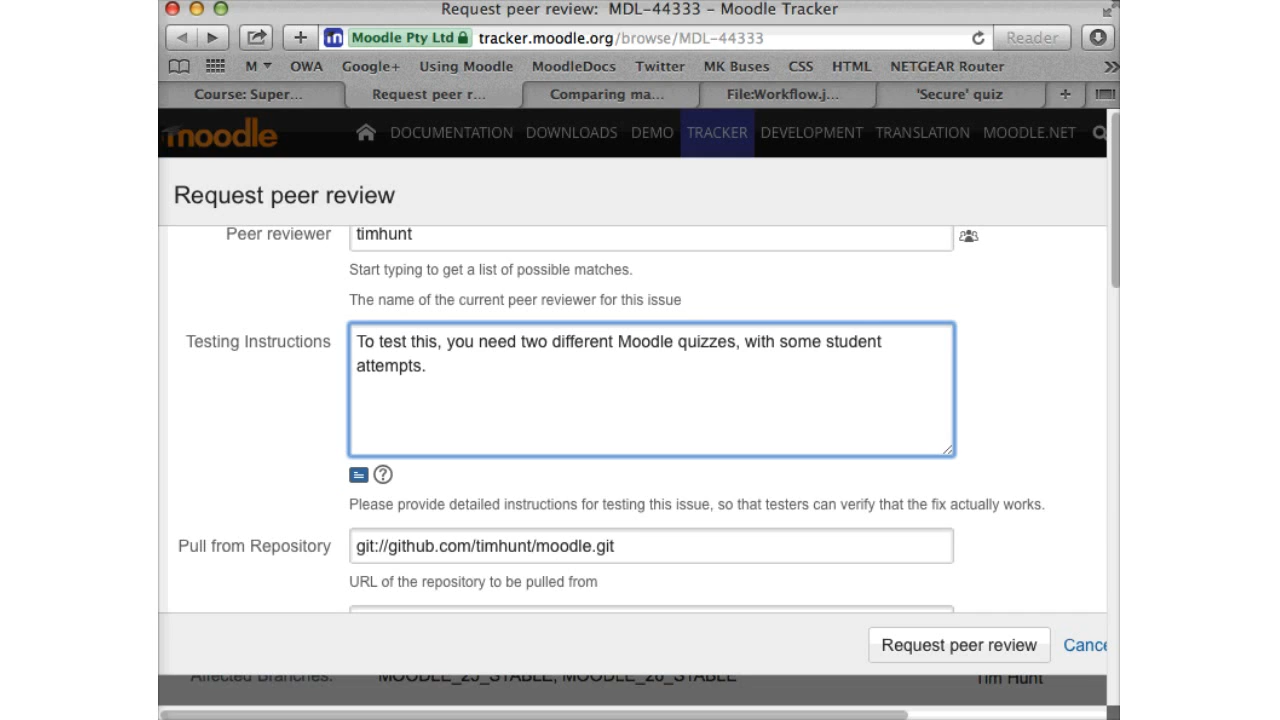 Request peer review: MDL-44333 – Moodle Tracker
Moodle Pty Ltd tracker.moodle.org/browse/MDL-44333 Reader
M OWA Google+ Using Moodle MoodleDocs Twitter MK Buses CSS HTML NETGEAR Router
Course: Super... Request peer r... Comparing ma... File:Workflow.j... 'Secure' quiz
moodle DOCUMENTATION DOWNLOADS DEMO TRACKER DEVELOPMENT TRANSLATION MOODLE.NET
Request peer review
Peer reviewer timhunt
Start typing to get a list of possible matches.
The name of the current peer reviewer for this issue
Testing Instructions To test this, you need two different Moodle quizzes, with some student
attempts.
Please provide detailed instructions for testing this issue, so that testers can verify that the fix actually works.
Pull from Repository git://github.com/timhunt/moodle.git
URL of the repository to be pulled from
Request peer review Cance
Affected Branches: MOODLE_25_STABLE, MOODLE_26_STABLE Tim Hunt